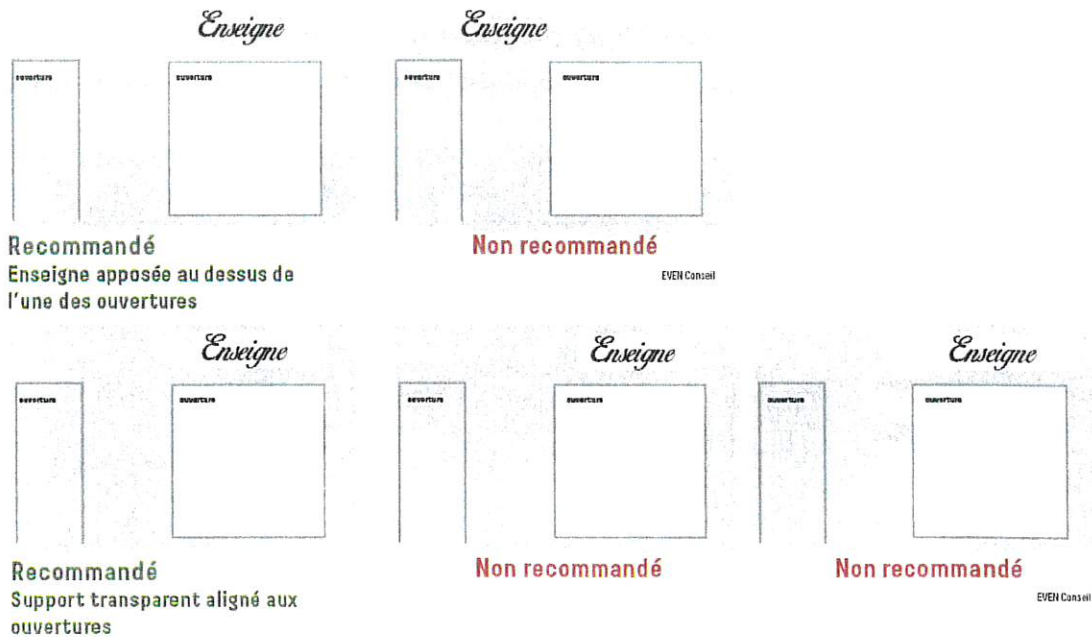 Enseigne
Enseigne
ouverture
ouverture
ouverture
ouverture
Recommandé
Enseigne apposée au dessus de
l'une des ouvertures
Non recommandé
EVEN Conseil
Enseigne
Enseigne
Enseigne
ouverture
ouverture
ouverture
ouverture
ouverture
ouverture
Recommandé
Support transparent aligné aux
ouvertures
Non recommandé
Non recommandé
EVEN Conseil